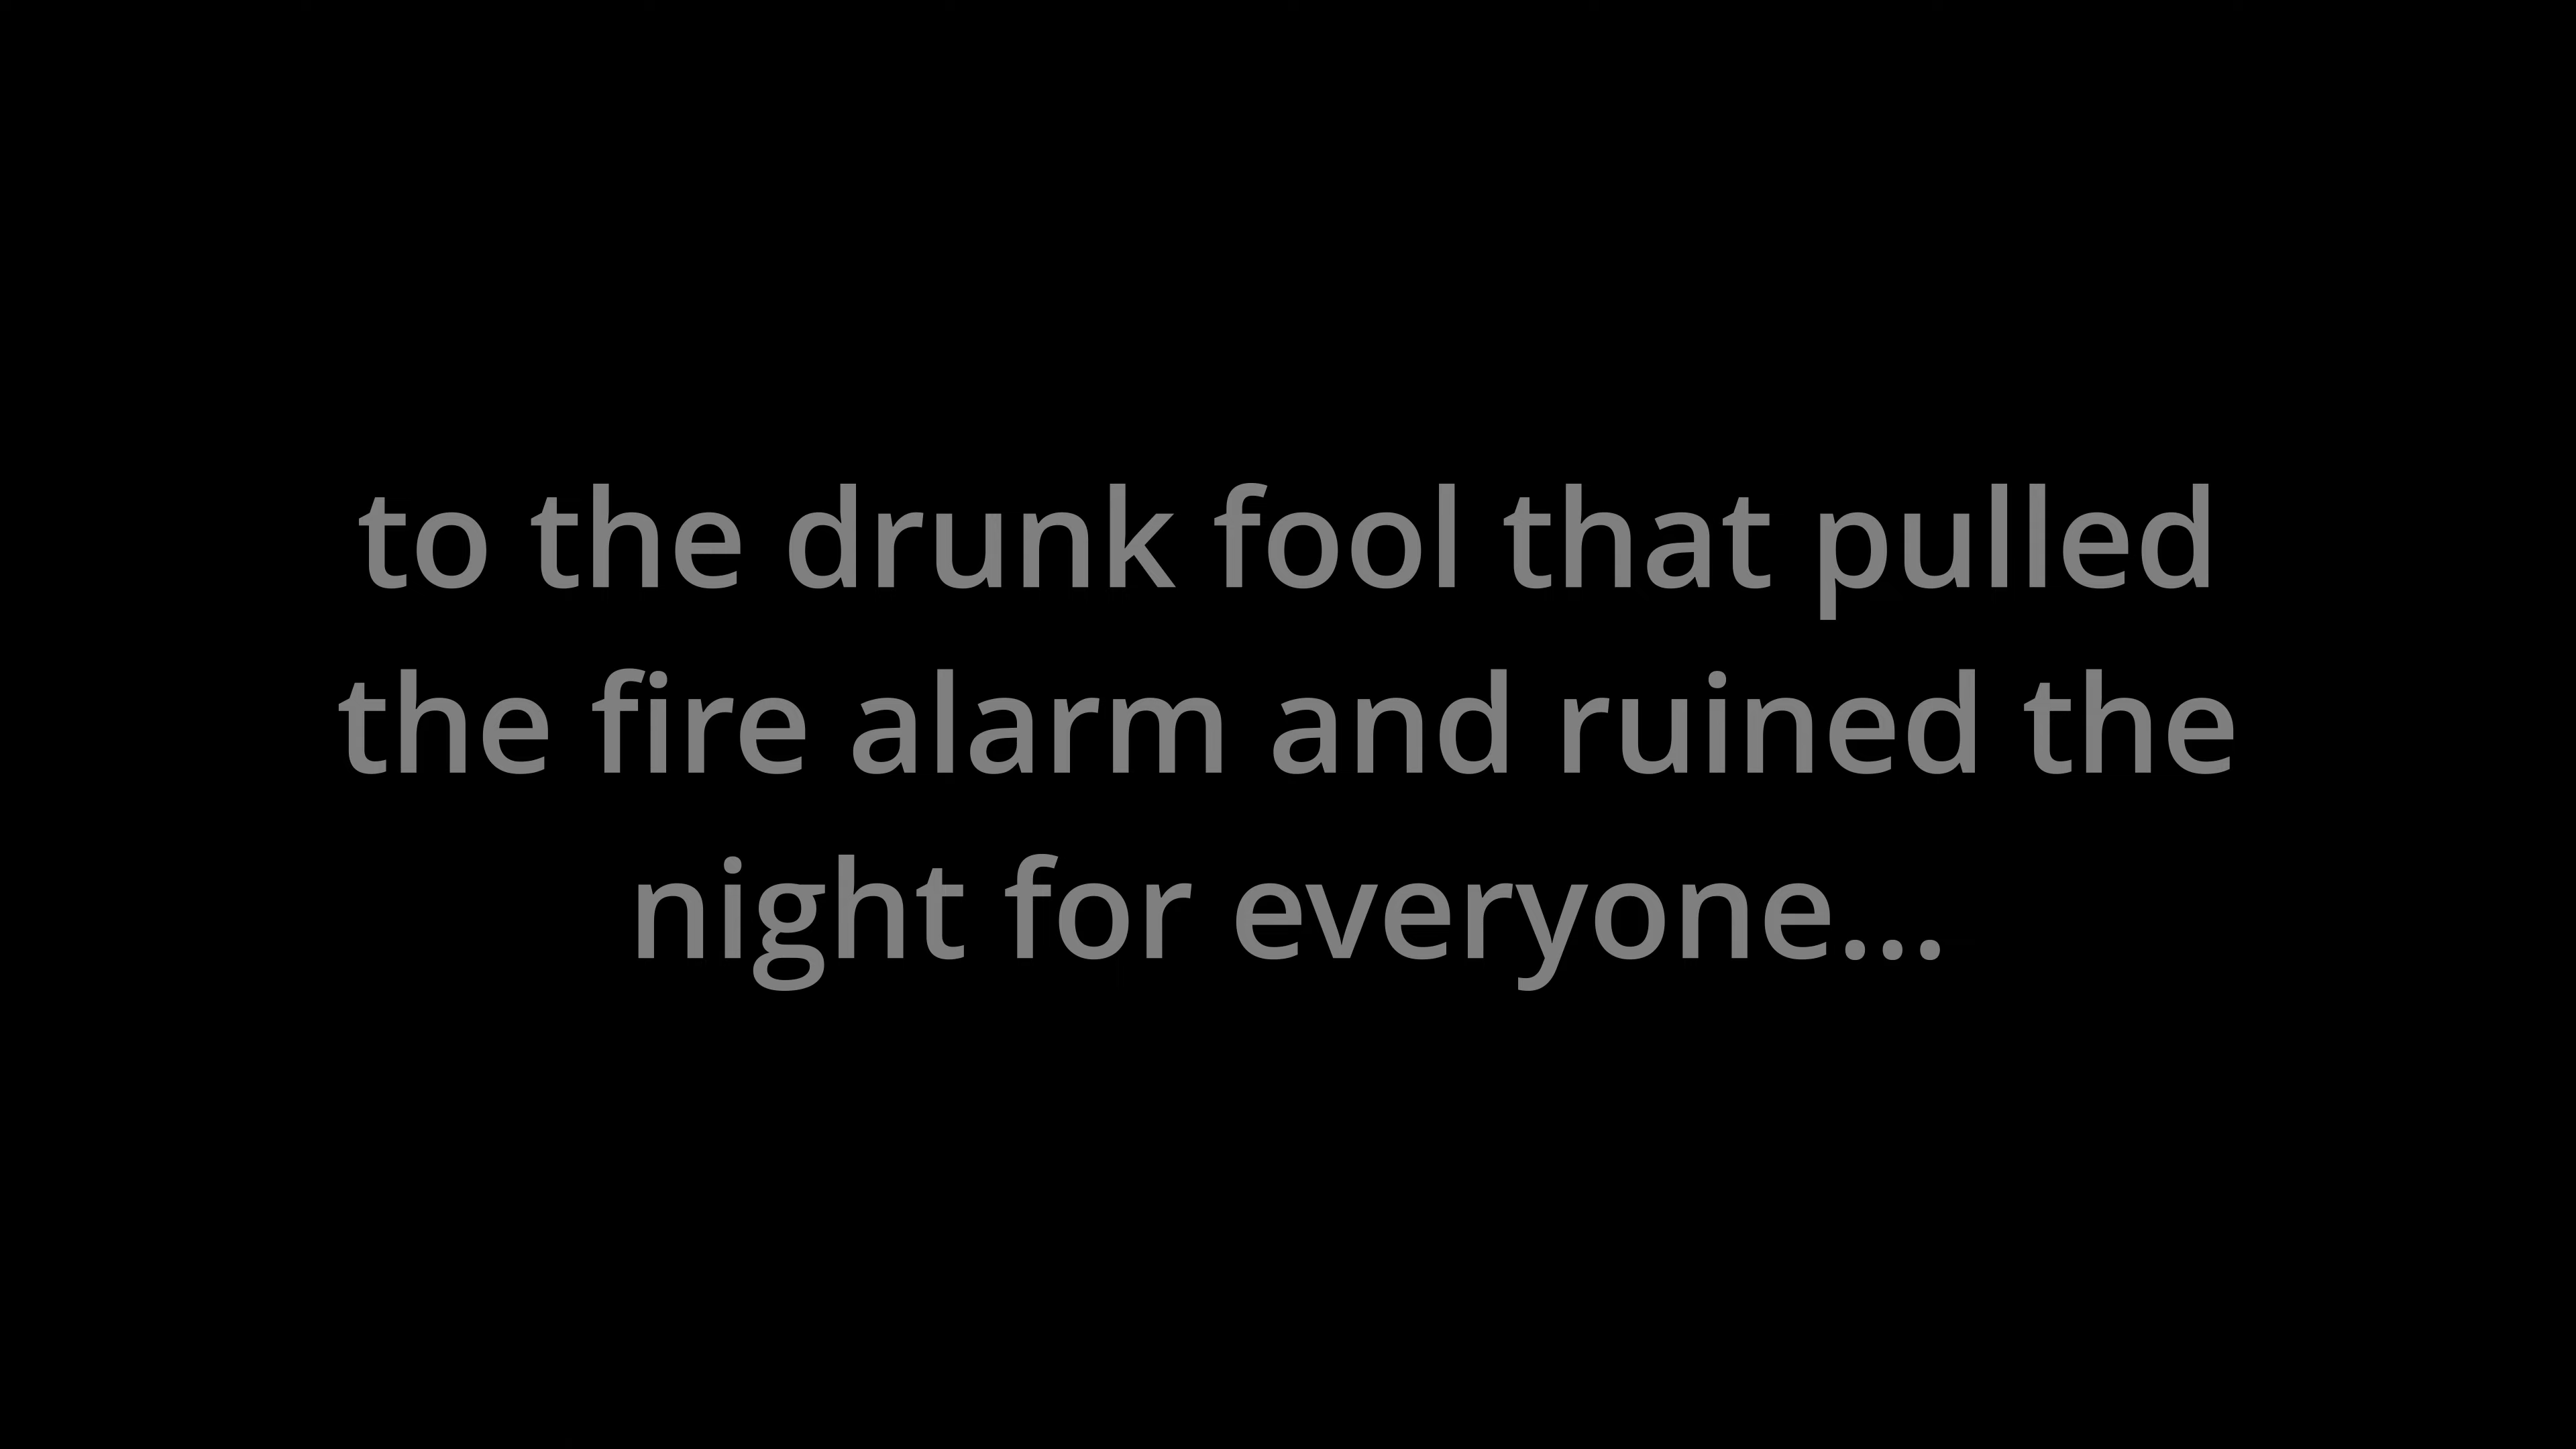 to the drunk fool that pulled
the fire alarm and ruined the
night for everyone...